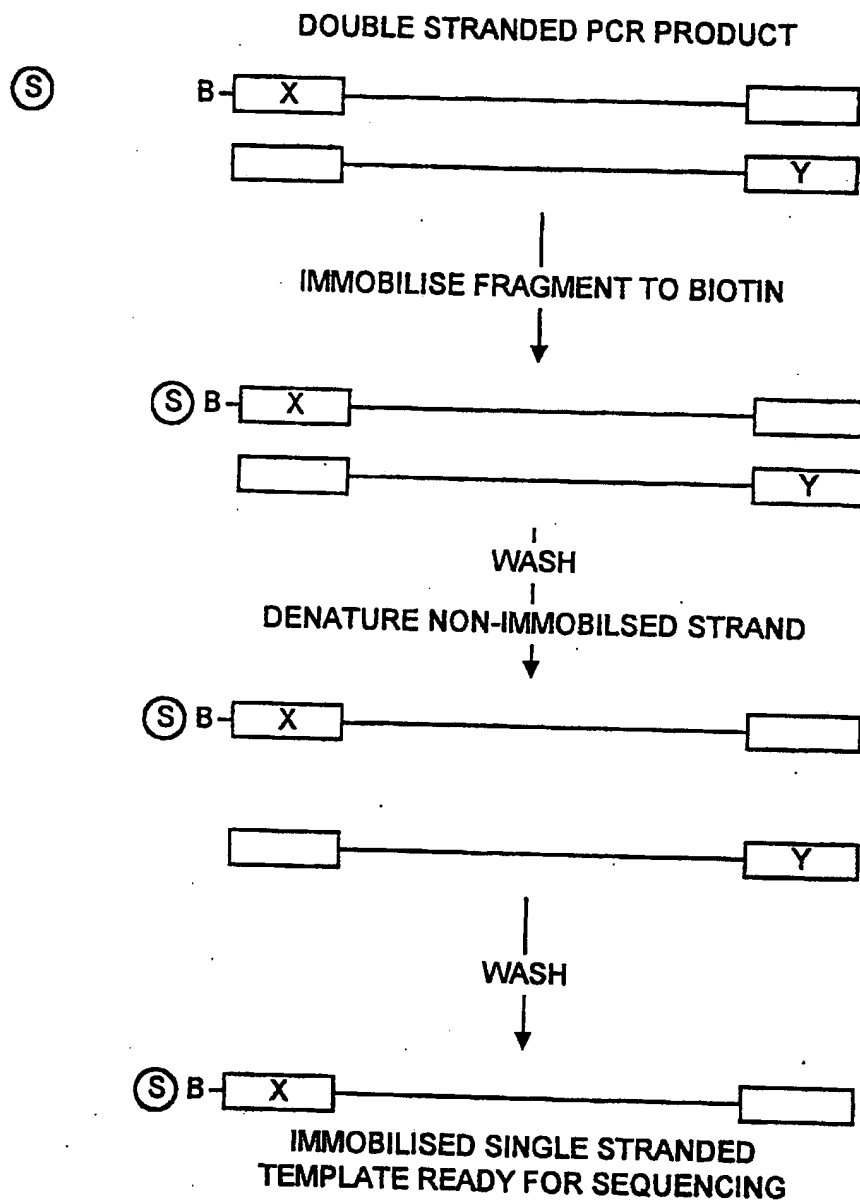 DOUBLE STRANDED PCR PRODUCT
S B X
Y
IMMOBILISE FRAGMENT TO BIOTIN
S B X
Y
WASH
DENATURE NON-IMMOBILSED STRAND
S B X
Y
WASH
S B X
IMMOBILISED SINGLE STRANDED
TEMPLATE READY FOR SEQUENCING